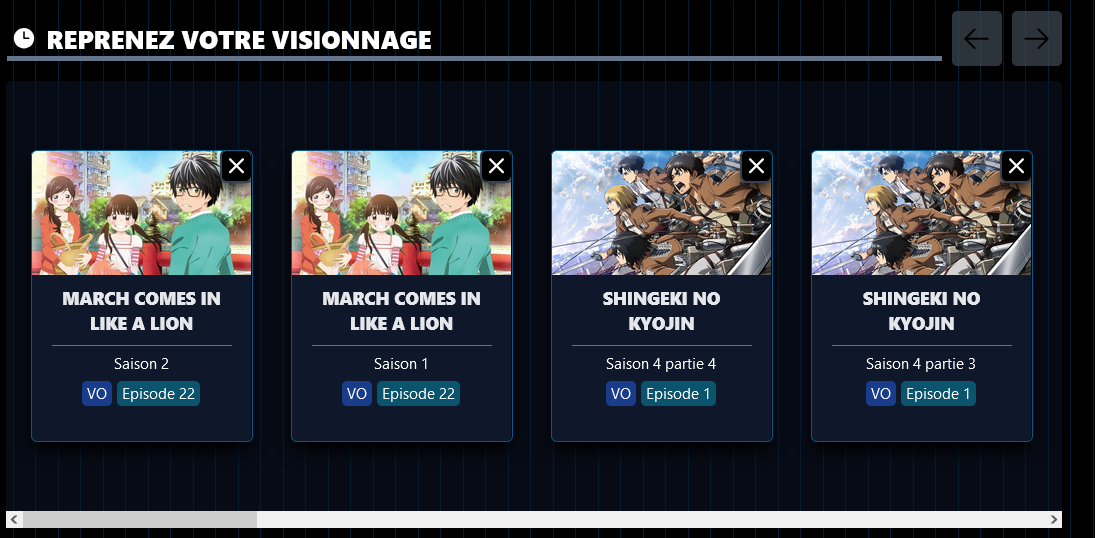 REPRENEZ VOTRE VISIONNAGE
MARCH COMES IN
LIKE A LION
Saison 2
VO Episode 22
MARCH COMES IN
LIKE A LION
Saison 1
VO Episode 22
SHINGEKI NO
KYOJIN
Saison 4 partie 4
VO Episode 1
SHINGEKI NO
KYOJIN
Saison 4 partie 3
VO Episode 1